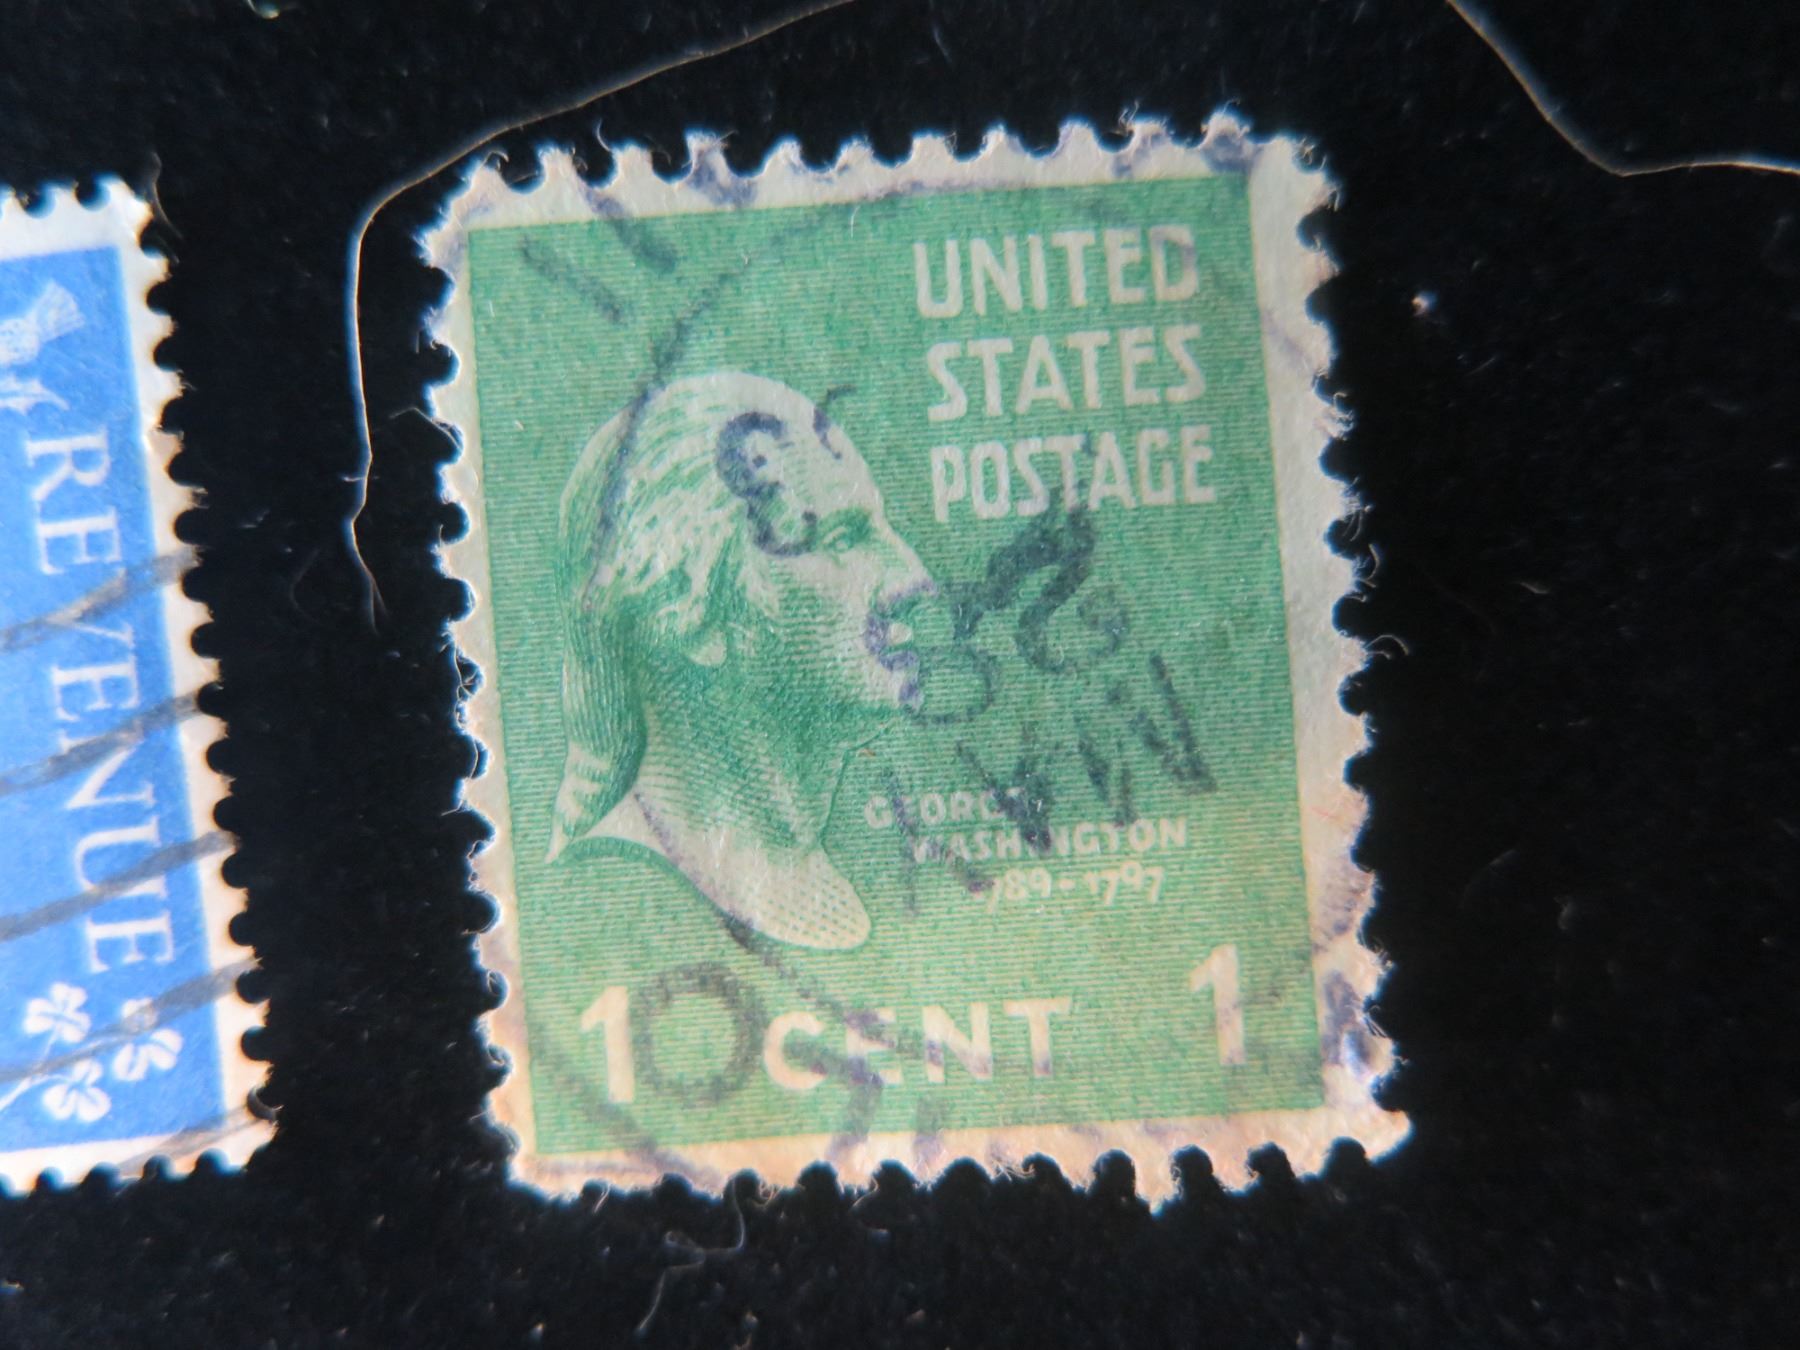 REVENUE
UNITED
STATES
POSTAGE
GEORGE
WASHINGTON
1789-1797
1 CENT 1